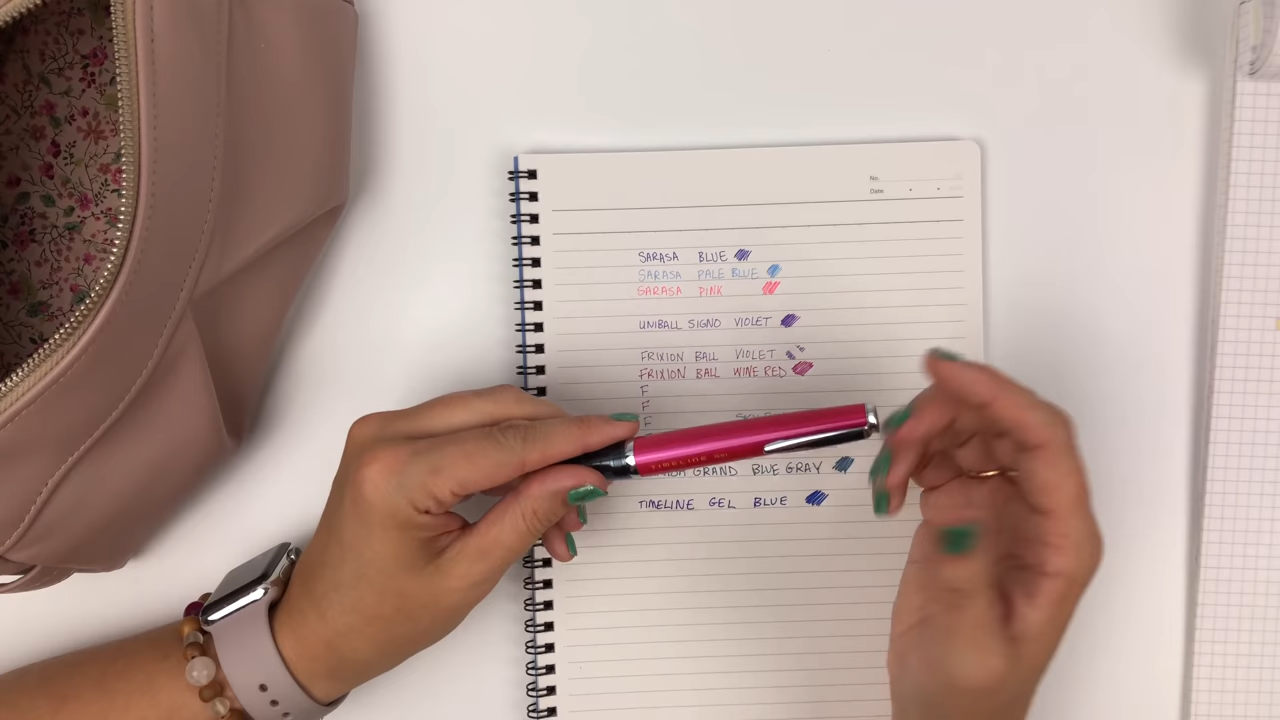 No.
Date
SARASA BLUE
SARASA PALE BLUE
SARASA PINK
UNIBALL SIGNO VIOLET
FRIXION BALL VIOLET
FRIXION BALL WINE RED
F
F
F
TIMELINE
GRAND BLUE GRAY
TIMELINE GEL BLUE